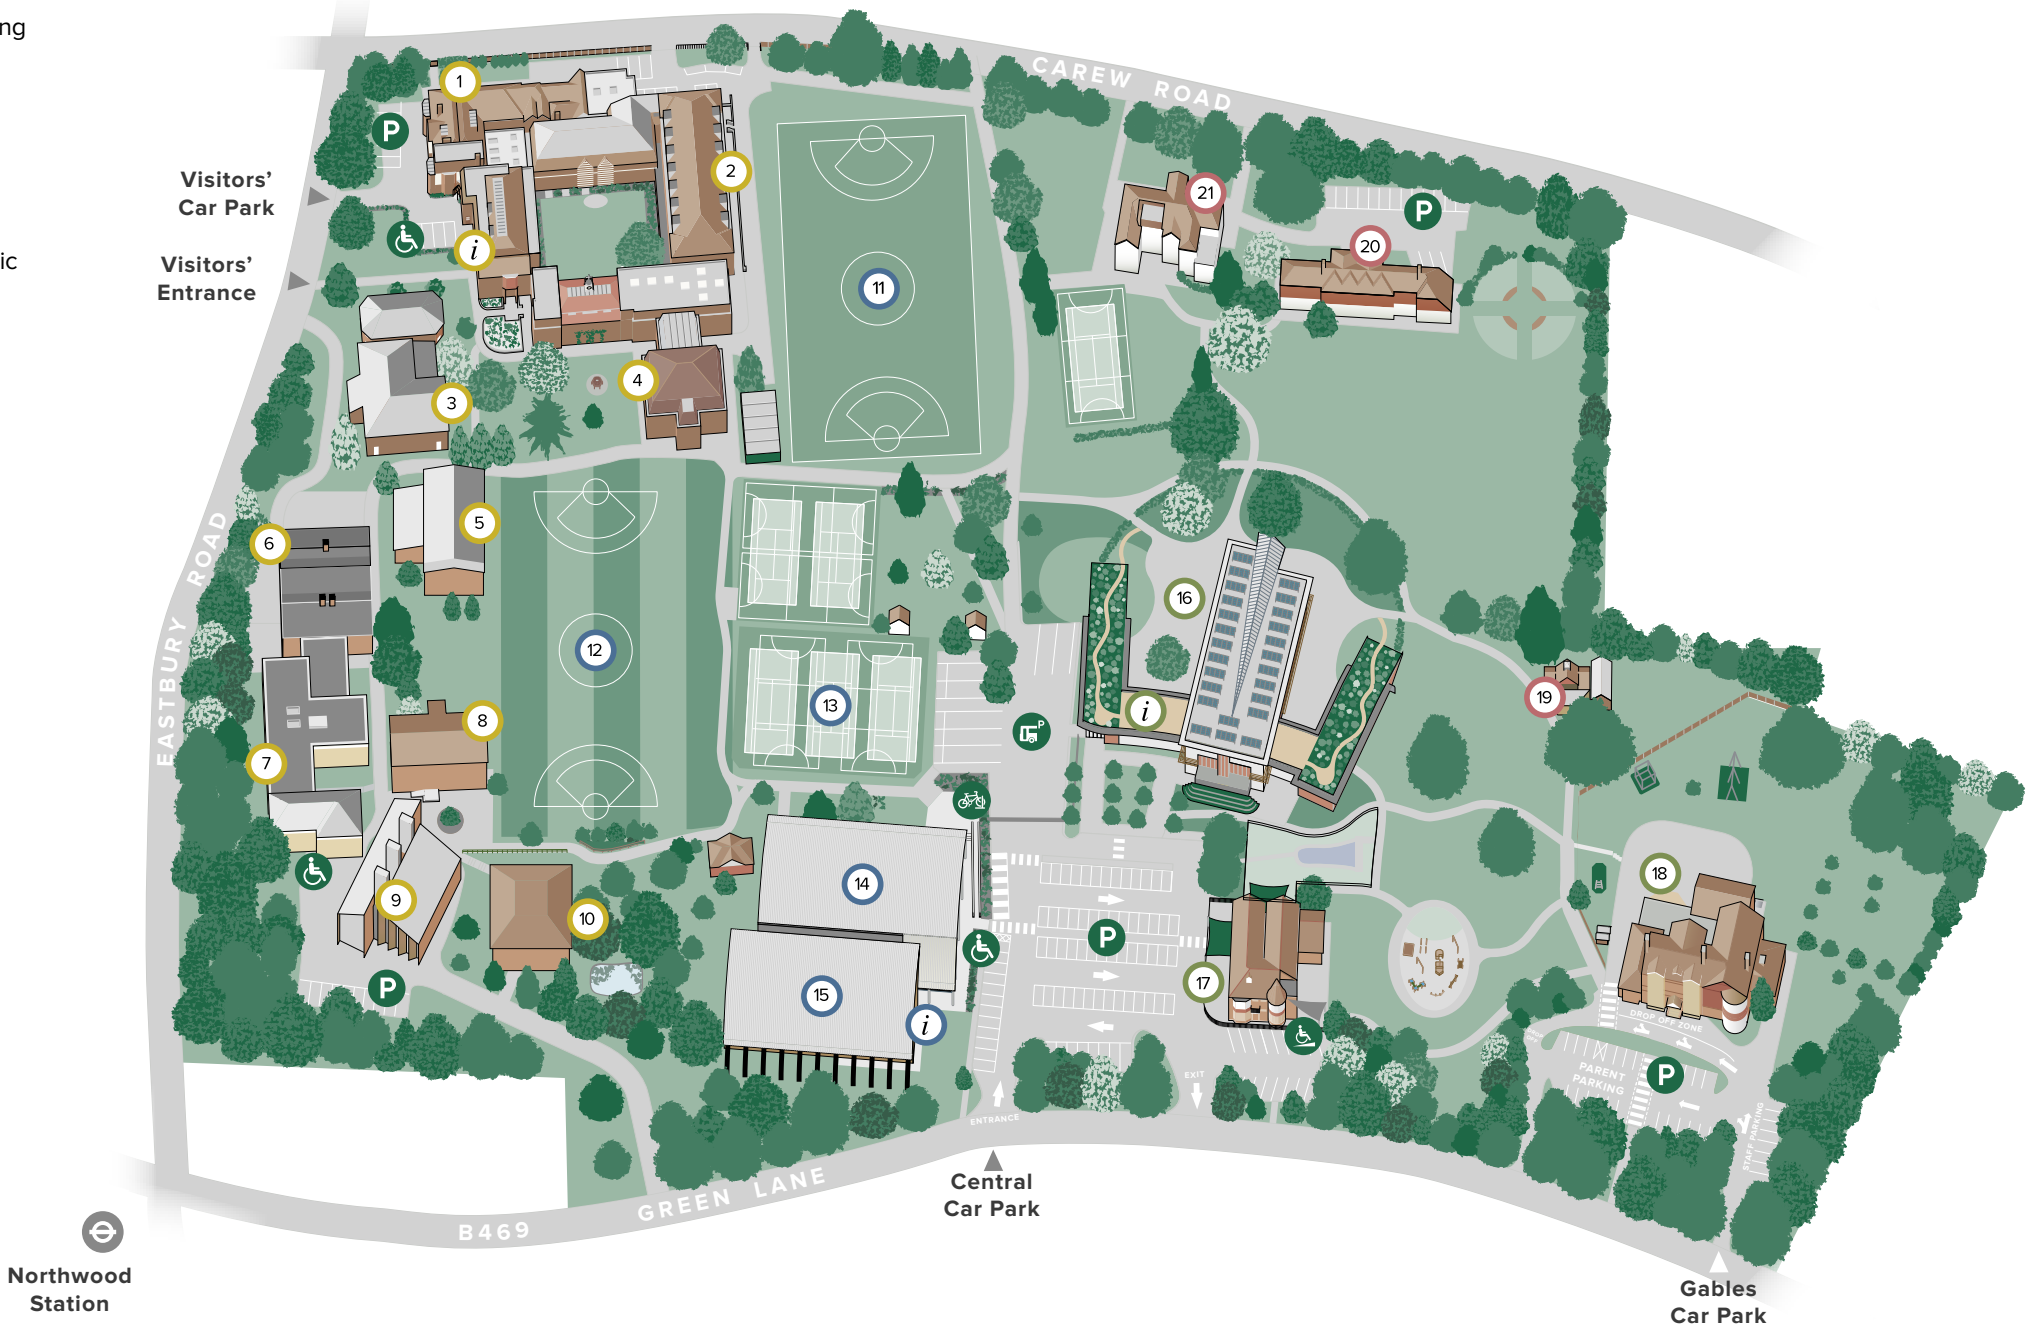 ng
ic
CAREW ROAD
Visitors’
Car Park
Visitors’
Entrance
1
P
2
i
21
P
20
11
4
3
5
6
EASTBURY ROAD
16
12
13
i
19
8
7
P
9
10
14
15
i
P
17
18
DROP OFF ZONE
PARENT
PARKING
P
STAFF PARKING
P
EXIT
ENTRANCE
Central
Car Park
GREEN LANE
B469
Northwood
Station
Gables
Car Park